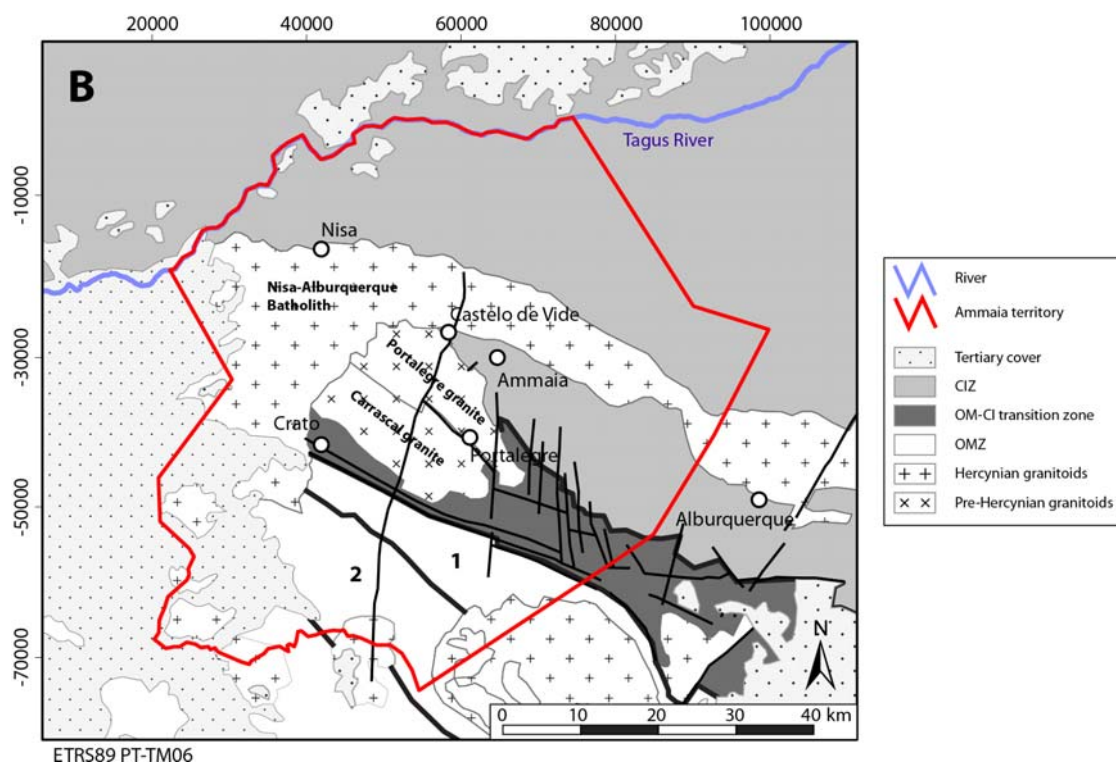 20000 40000 60000 80000 100000
B
Tagus River
-10000
Nisa
Nisa-Alburquerque
Batholith
Castelo de Vide
-30000
Ammaia
Portalegre granite
Carrascal granite
Crato
Portalegre
-50000
Alburquerque
1
2
-70000
N
0 10 20 30 40 km
ETRS89 PT-TM06
River
Ammaia territory
Tertiary cover
CIZ
OM-CI transition zone
OMZ
Hercynian granitoids
Pre-Hercynian granitoids